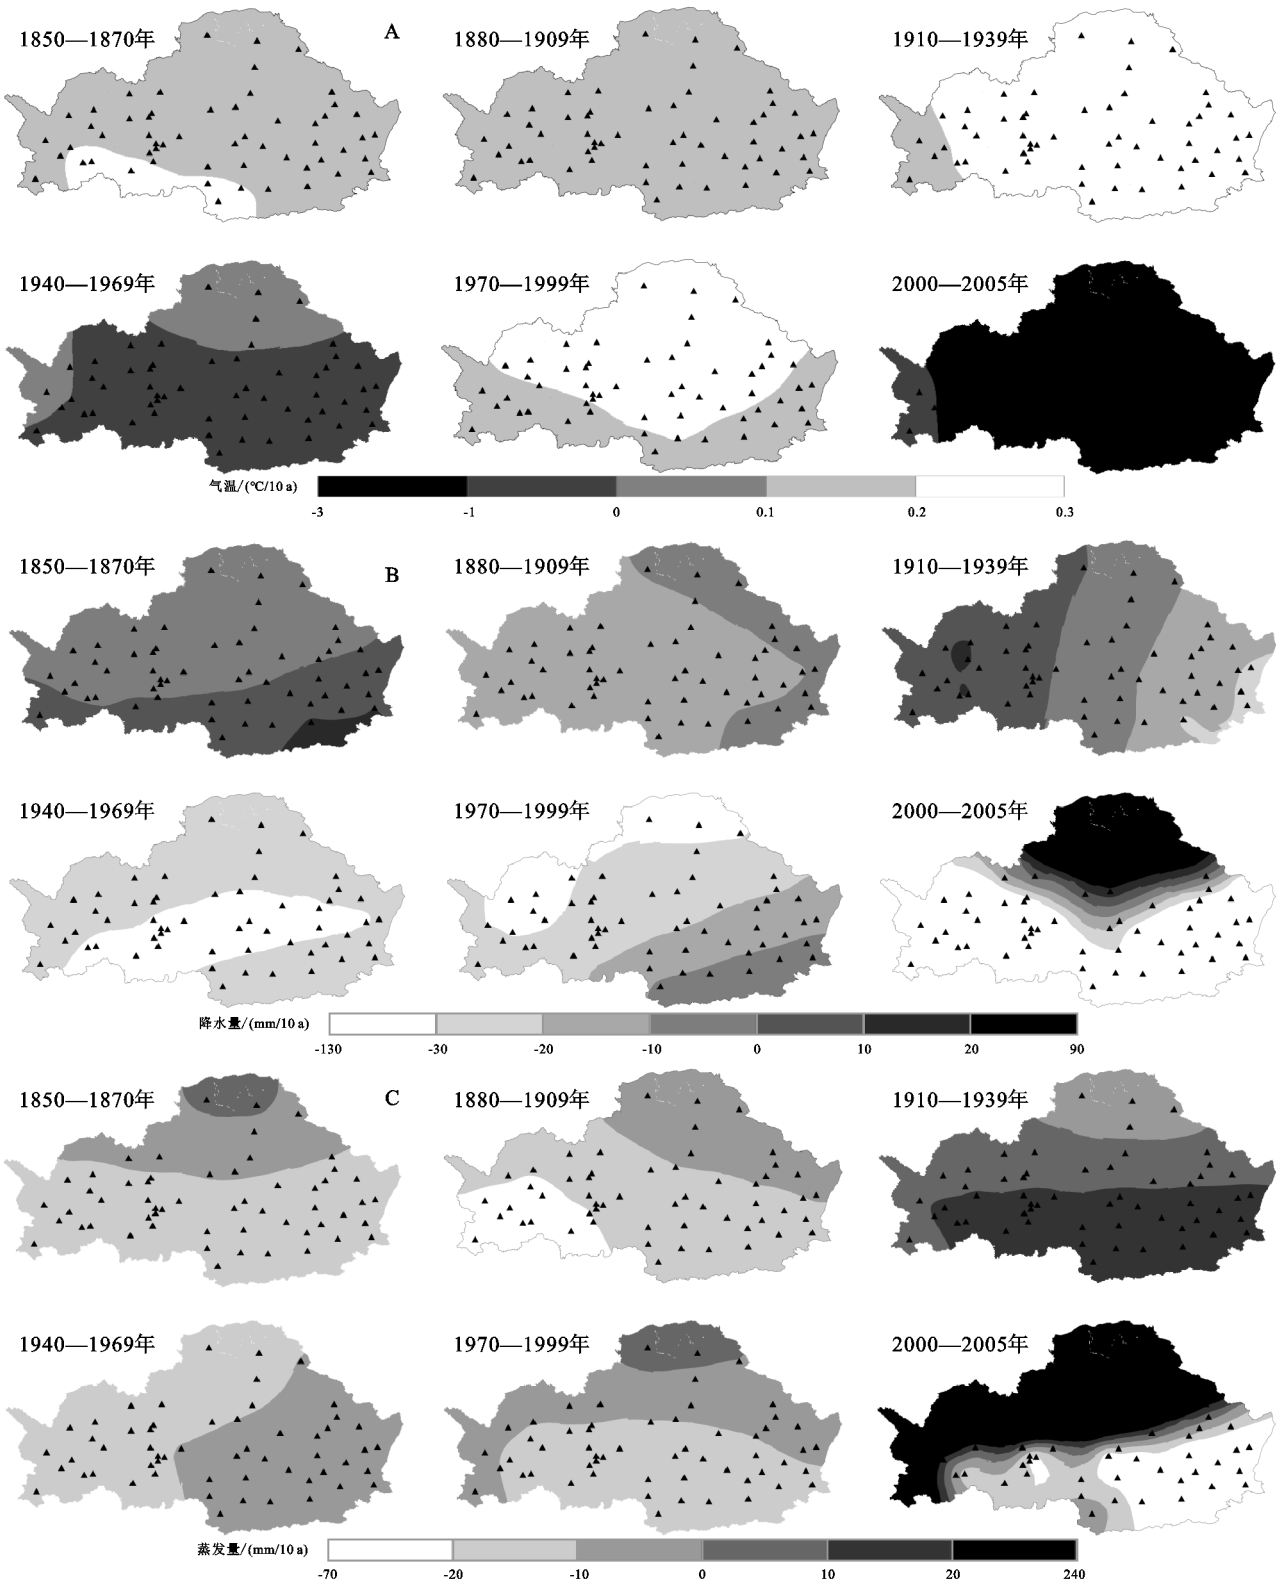 1850—1870年 A 1880—1909年 1910—1939年
1940—1969年 1970—1999年 2000—2005年
气温/(℃/10 a)
-3 -1 0 0.1 0.2 0.3
1850—1870年 B 1880—1909年 1910—1939年
1940—1969年 1970—1999年 2000—2005年
降水量/(mm/10 a)
-130 -30 -20 -10 0 10 20 90
1850—1870年 C 1880—1909年 1910—1939年
1940—1969年 1970—1999年 2000—2005年
蒸发量/(mm/10 a)
-70 -20 -10 0 10 20 240